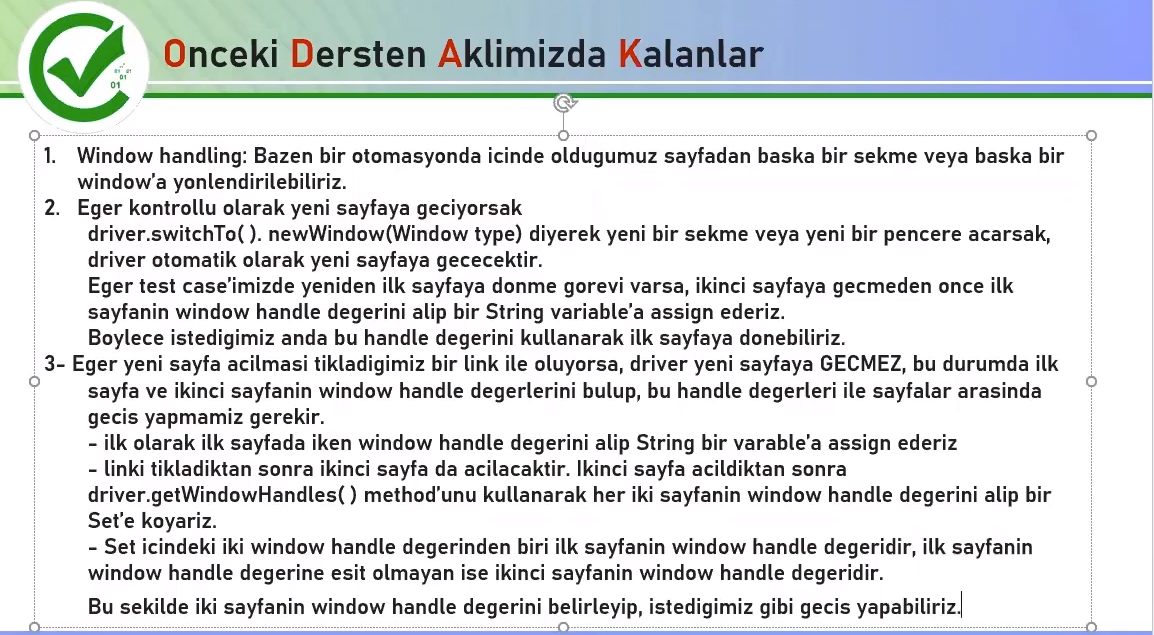 Onceki Dersten Aklimizda Kalanlar
01 01
01
01
1. Window handling: Bazen bir otomasyonda icinde oldugumuz sayfadan baska bir sekme veya baska bir
window'a yonlendirilebiliriz.
2. Eger kontrollu olarak yeni sayfaya geciyorsak
driver.switchTo( ). newWindow(Window type) diyerek yeni bir sekme veya yeni bir pencere acarsak,
driver otomatik olarak yeni sayfaya gececektir.
Eger test case'imizde yeniden ilk sayfaya donme gorevi varsa, ikinci sayfaya gecmeden once ilk
sayfanin window handle degerini alip bir String variable'a assign ederiz.
Boylece istedigimiz anda bu handle degerini kullanarak ilk sayfaya donebiliriz.
3- Eger yeni sayfa acilmasi tikladigimiz bir link ile oluyorsa, driver yeni sayfaya GECMEZ, bu durumda ilk
sayfa ve ikinci sayfanin window handle degerlerini bulup, bu handle degerleri ile sayfalar arasinda
gecis yapmamiz gerekir.
- ilk olarak ilk sayfada iken window handle degerini alip String bir varable'a assign ederiz
- linki tikladiktan sonra ikinci sayfa da acilacaktir. Ikinci sayfa acildiktan sonra
driver.getWindowHandles( ) method'unu kullanarak her iki sayfanin window handle degerini alip bir
Set'e koyariz.
- Set icindeki iki window handle degerinden biri ilk sayfanin window handle degeridir, ilk sayfanin
window handle degerine esit olmayan ise ikinci sayfanin window handle degeridir.
Bu sekilde iki sayfanin window handle degerini belirleyip, istedigimiz gibi gecis yapabiliriz.